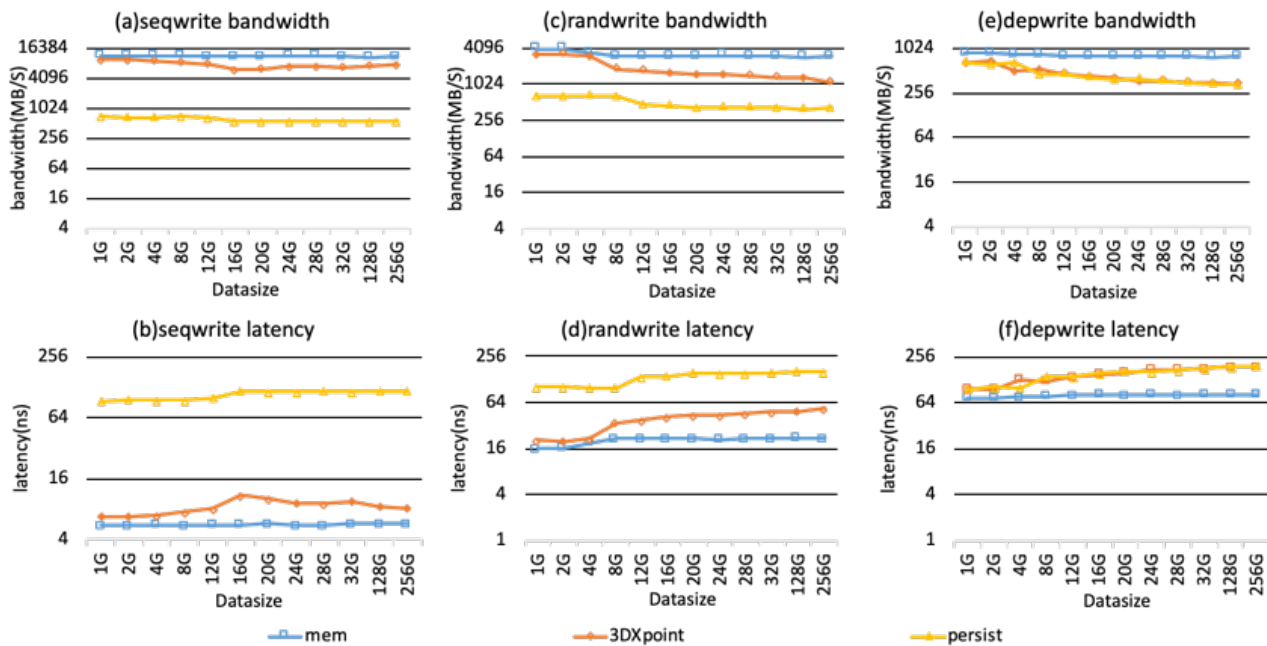 (a)seqwrite bandwidth
bandwidth(MB/S)
16384
4096
1024
256
64
16
4
1G 2G 4G 8G 12G 16G 20G 24G 28G 32G 128G 256G
Datasize
(c)randwrite bandwidth
bandwidth(MB/S)
4096
1024
256
64
16
4
1G 2G 4G 8G 12G 16G 20G 24G 28G 32G 128G 256G
Datasize
(e)depwrite bandwidth
bandwidth(MB/S)
1024
256
64
16
4
1G 2G 4G 8G 12G 16G 20G 24G 28G 32G 128G 256G
Datasize
(b)seqwrite latency
latency(ns)
256
64
16
4
1G 2G 4G 8G 12G 16G 20G 24G 28G 32G 128G 256G
Datasize
(d)randwrite latency
latency(ns)
256
64
16
4
1
1G 2G 4G 8G 12G 16G 20G 24G 28G 32G 128G 256G
Datasize
(f)depwrite latency
latency(ns)
256
64
16
4
1
1G 2G 4G 8G 12G 16G 20G 24G 28G 32G 128G 256G
Datasize
mem 3DXpoint persist